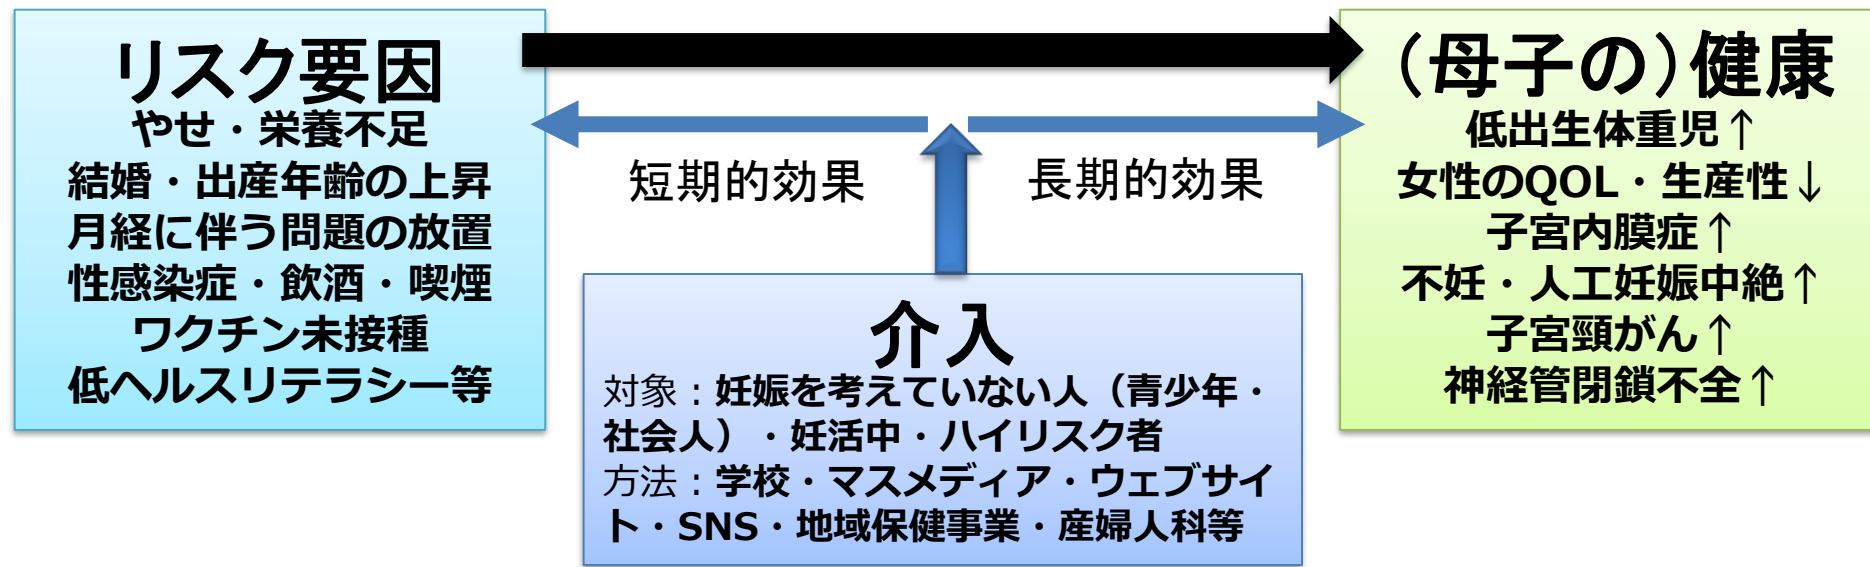 リスク要因
やせ・栄養不足
結婚・出産年齢の上昇
月経に伴う問題の放置
性感染症・飲酒・喫煙
ワクチン未接種
低ヘルスリテラシー等
短期的効果
長期的効果
介入
対象：妊娠を考えていない人（青少年・
社会人）・妊活中・ハイリスク者
方法：学校・マスメディア・ウェブサイ
ト・SNS・地域保健事業・産婦人科等
（母子の）健康
低出生体重児↑
女性のQOL・生産性↓
子宮内膜症↑
不妊・人工妊娠中絶↑
子宮頸がん↑
神経管閉鎖不全↑